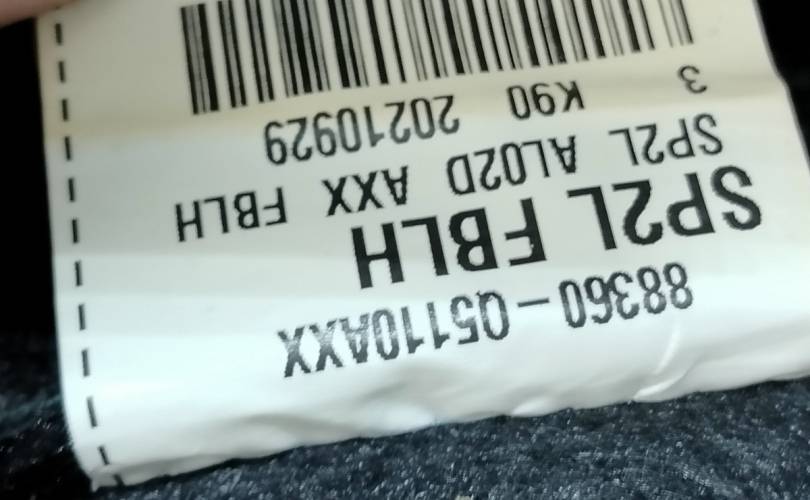 88360-Q5110AXX
SP2L FBLH
SP2L AL02D AXX FBLH
3 K90 20210929